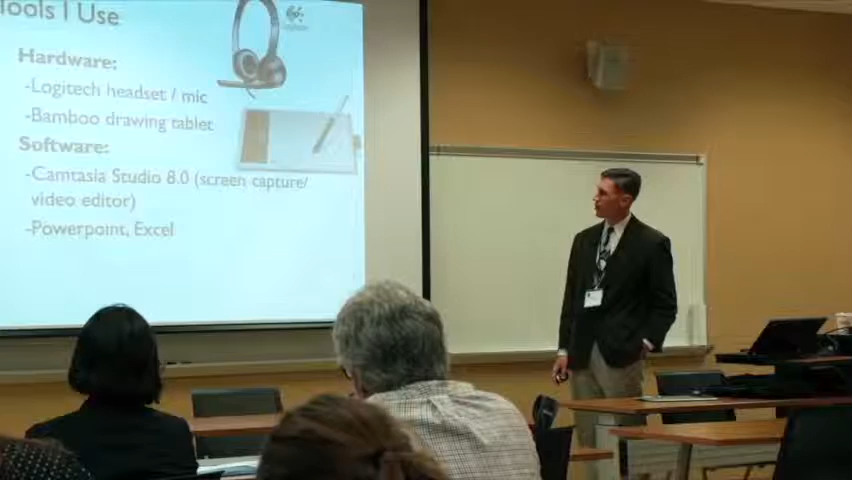 Tools I Use
Hardware:
-Logitech headset / mic
-Bamboo drawing tablet
Software:
-Camtasia Studio 8.0 (screen capture/
video editor)
-Powerpoint, Excel